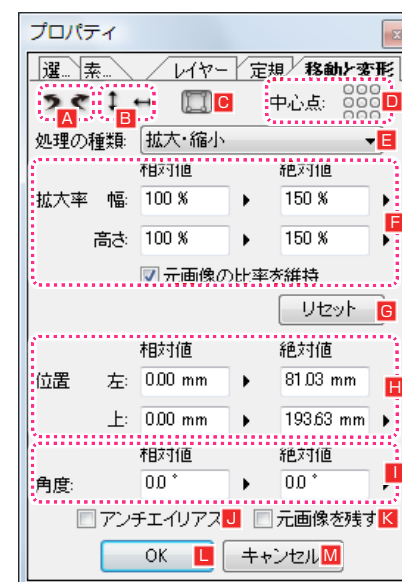 プロパティ
選... 素... レイヤー 定規 移動と変形
A B C 中心点: D
処理の種類: 拡大・縮小 E
相対値 絶対値
拡大率 幅: 100 % 150 % F
高さ: 100 % 150 %
元画像の比率を維持
リセット G
相対値 絶対値
位置 左: 0.00 mm 81.03 mm H
上: 0.00 mm 193.63 mm
相対値 絶対値 I
角度: 0.0 ° 0.0 °
アンチエイリアス J 元画像を残す K
OK L キャンセル M